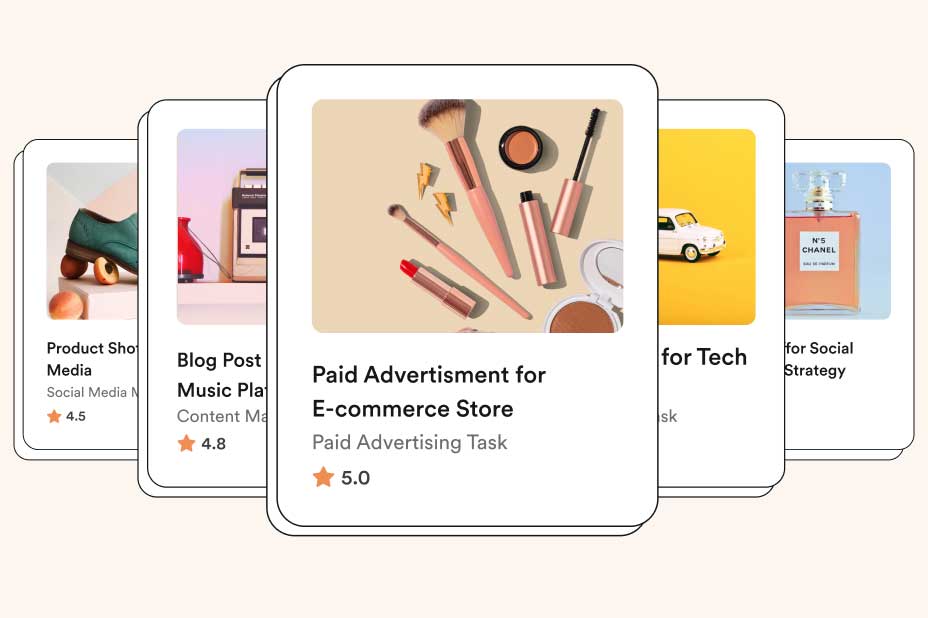 Product Shot
Media
Social Media M
4.5
Blog Post
Music Plat
Content Ma
4.8
Paid Advertisment for
E-commerce Store
Paid Advertising Task
5.0
for Tech
ask
N°5
CHANEL
EAU DE PARFUM
for Social
Strategy